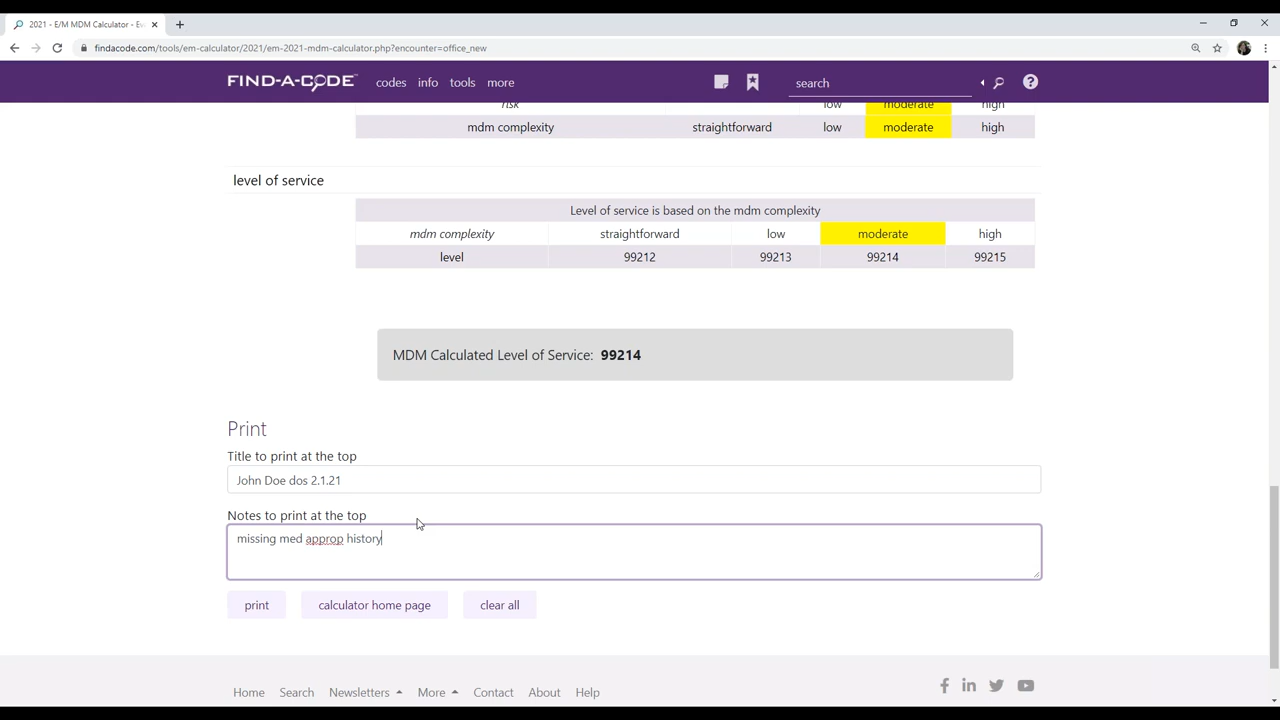 2021 - E/M MDM Calculator - Ev
findacode.com/tools/em-calculator/2021/em-2021-mdm-calculator.php?encounter=office_new
FIND-A-CODE™ codes info tools more search
risk low moderate high
mdm complexity straightforward low moderate high
level of service
Level of service is based on the mdm complexity
mdm complexity straightforward low moderate high
level 99212 99213 99214 99215
MDM Calculated Level of Service: 99214
Print
Title to print at the top
John Doe dos 2.1.21
Notes to print at the top
missing med approp history
print calculator home page clear all
Home Search Newsletters More Contact About Help